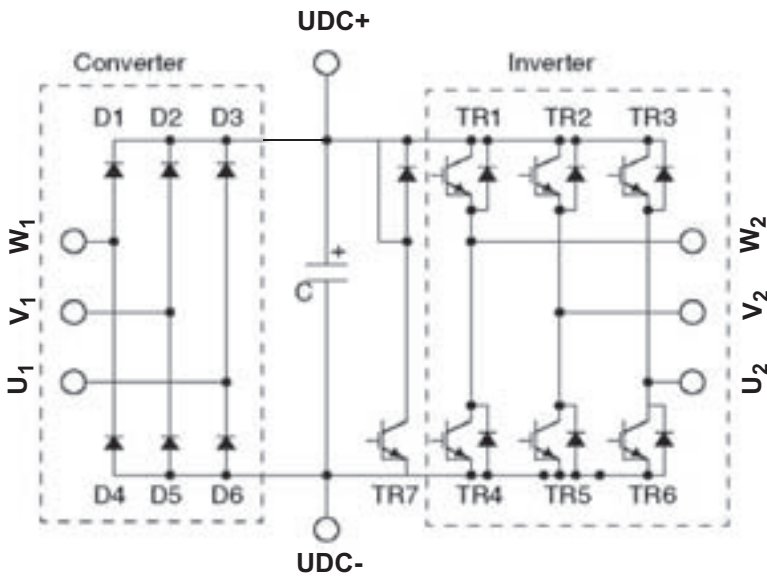 UDC+
Converter
Inverter
D1 D2 D3
TR1 TR2 TR3
W1
W2
+
C
V1
V2
U1
U2
D4 D5 D6
TR7
TR4 TR5 TR6
UDC-